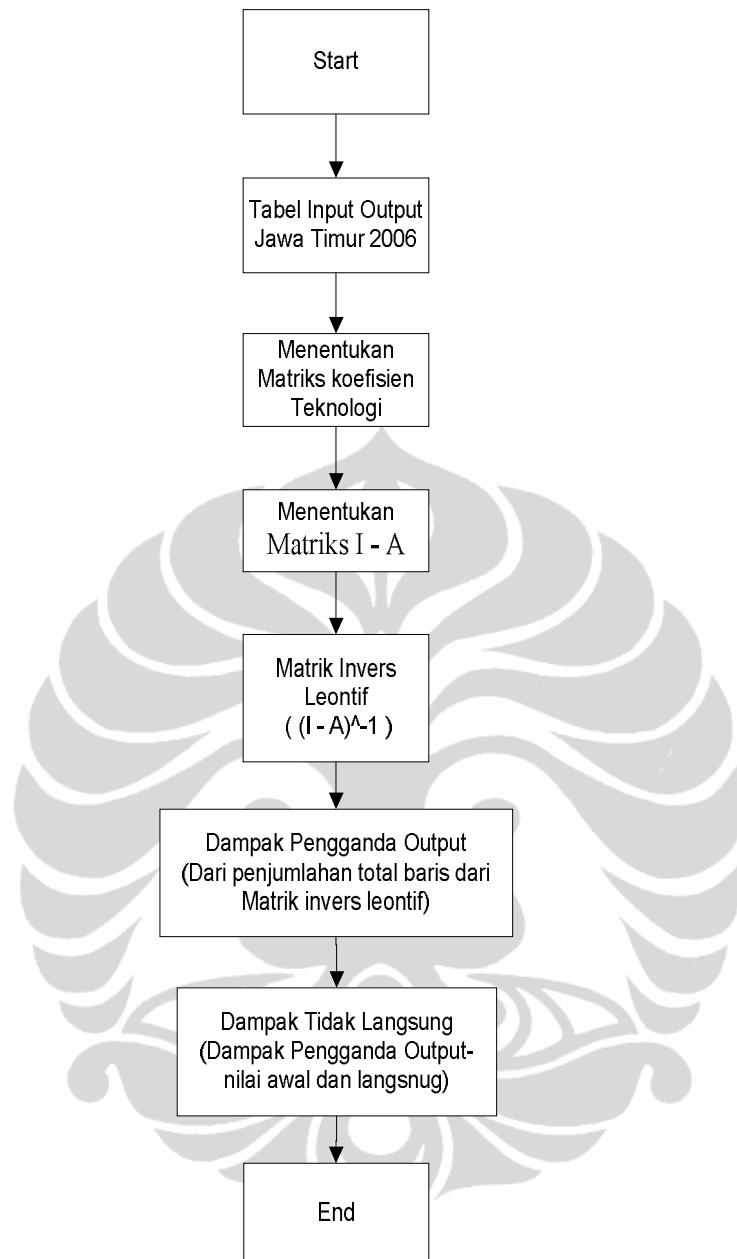 Start
Tabel Input Output
Jawa Timur 2006
Menentukan
Matriks koefisien
Teknologi
Menentukan
Matriks I - A
Matrik Invers
Leontif
( (I - A)^-1 )
Dampak Pengganda Output
(Dari penjumlahan total baris dari
Matrik invers leontif)
Dampak Tidak Langsung
(Dampak Pengganda Output-
nilai awal dan langsnug)
End